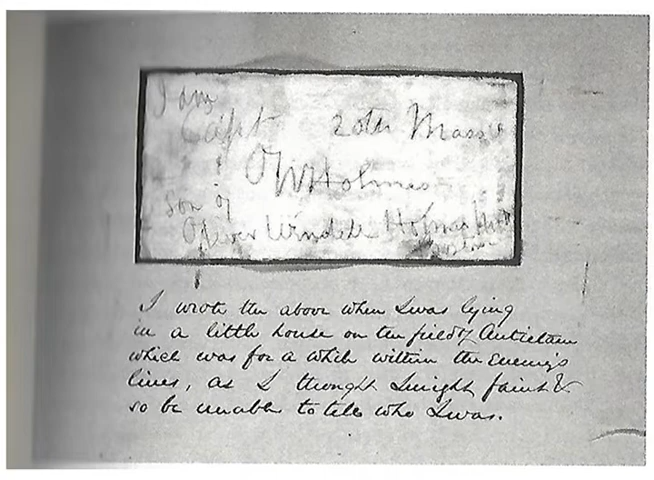 I am
Capt 20th Mass V
O W Holmes
son of
Oliver Wendell Holmes M D
Boston
I wrote the above when I was lying
in a little house on the field of Antietam
which was for a while within the enemy's
lines, as I thought I might faint &
so be unable to tell who I was.